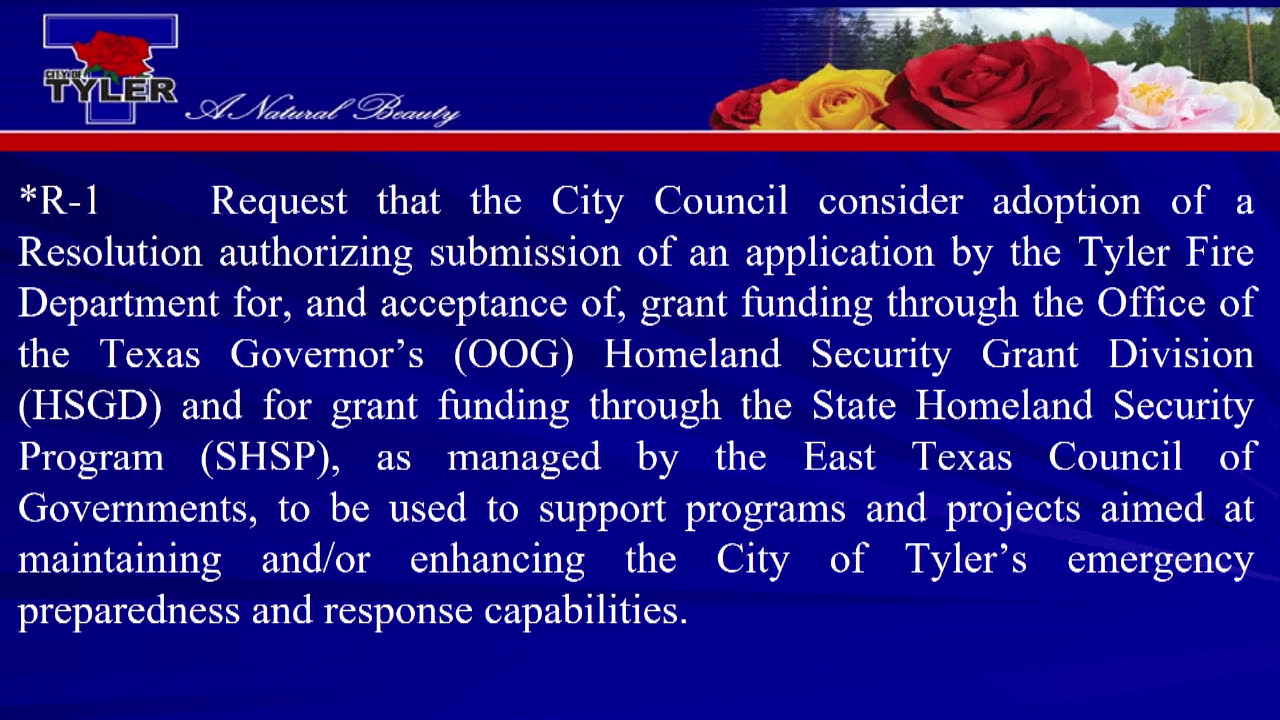 CITY OF
TYLER
A Natural Beauty
*R-1 Request that the City Council consider adoption of a
Resolution authorizing submission of an application by the Tyler Fire
Department for, and acceptance of, grant funding through the Office of
the Texas Governor’s (OOG) Homeland Security Grant Division
(HSGD) and for grant funding through the State Homeland Security
Program (SHSP), as managed by the East Texas Council of
Governments, to be used to support programs and projects aimed at
maintaining and/or enhancing the City of Tyler’s emergency
preparedness and response capabilities.